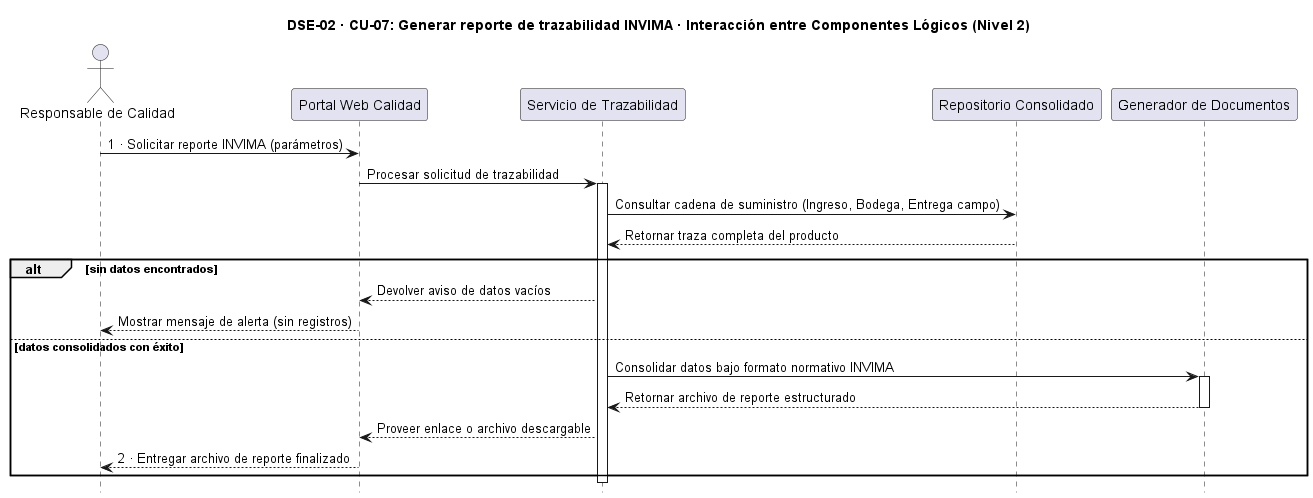 DSE-02 · CU-07: Generar reporte de trazabilidad INVIMA · Interacción entre Componentes Lógicos (Nivel 2)
Responsable de Calidad
Portal Web Calidad
Servicio de Trazabilidad
Repositorio Consolidado
Generador de Documentos
1 · Solicitar reporte INVIMA (parámetros)
Procesar solicitud de trazabilidad
Consultar cadena de suministro (Ingreso, Bodega, Entrega campo)
Retornar traza completa del producto
alt
[sin datos encontrados]
Devolver aviso de datos vacíos
Mostrar mensaje de alerta (sin registros)
[datos consolidados con éxito]
Consolidar datos bajo formato normativo INVIMA
Retornar archivo de reporte estructurado
Proveer enlace o archivo descargable
2 · Entregar archivo de reporte finalizado